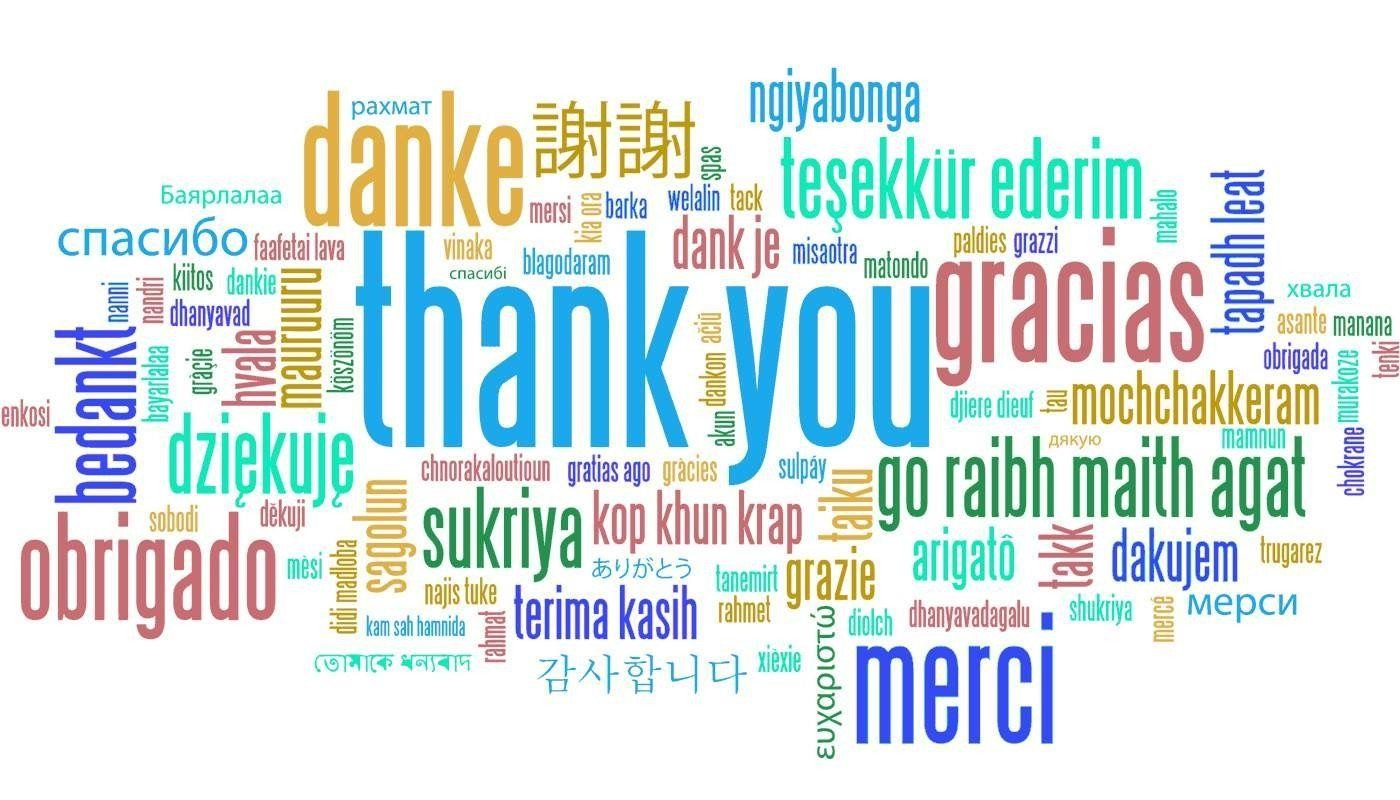 ngiyabonga
рахмат
danke
謝謝
spas
teşekkür ederim
Баярлалаа
mersi
kia ora
barka
welalin
tack
mahalo
tapadh leat
спасибо
faafetai lava
vinaka
спасибі
blagodaram
dank je
misaotra
matondo
paldies
grazzi
gracias
thank you
хвала
nanni
nandri
kiitos
dankie
dhanyavad
mauruuru
hvala
köszönöm
ačiū
dankon
akun
asante
manana
obrigada
tenki
bedankt
bayarlalaa
gràçie
enkosi
dziękuję
djiere dieuf
tau
mochchakkeram
murakoze
дякую
mamnun
chokrane
chnorakaloutioun
gratias ago
gràcies
sulpáy
taiku
go raibh maith agat
sobodi
děkuji
sagolun
sukriya
kop khun krap
obrigado
mèsi
didi madloba
ありがとう
tanemirt
grazie
arigatô
takk
dakujem
trugarez
najis tuke
terima kasih
rahmet
diolch
dhanyavadagalu
shukriya
mercé
мерси
kam sah hamnida
rahmat
ευχαριστώ
merci
তোমাকে ধন্যবাদ
감사합니다
xièxie